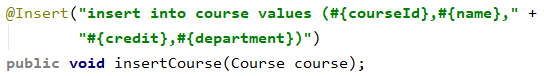 @Insert("insert into course values (#{courseId},#{name}," +
"#{credit},#{department})")
public void insertCourse(Course course);